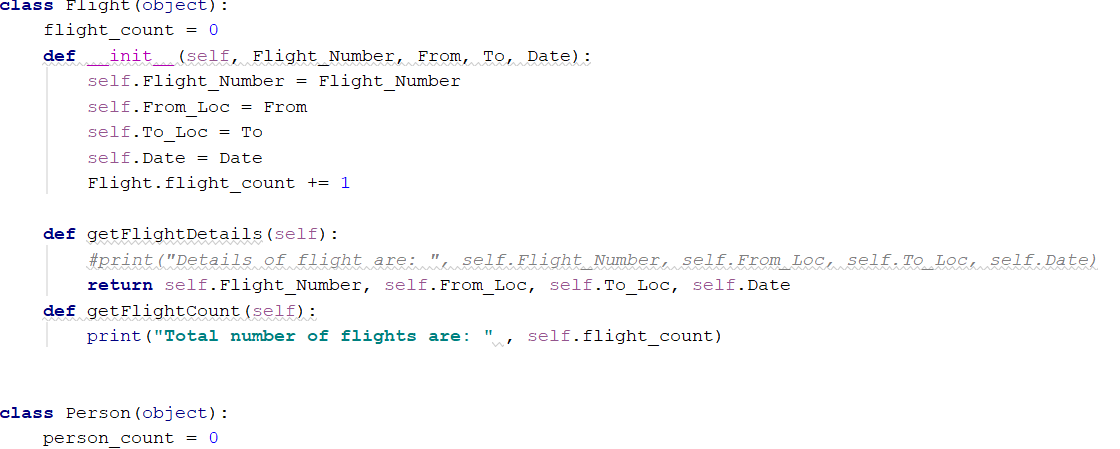 class Flight(object):
    flight_count = 0
    def __init__(self, Flight_Number, From, To, Date):
        self.Flight_Number = Flight_Number
        self.From_Loc = From
        self.To_Loc = To
        self.Date = Date
        Flight.flight_count += 1

    def getFlightDetails(self):
        #print("Details of flight are: ", self.Flight_Number, self.From_Loc, self.To_Loc, self.Date)
        return self.Flight_Number, self.From_Loc, self.To_Loc, self.Date
    def getFlightCount(self):
        print("Total number of flights are: " , self.flight_count)


class Person(object):
    person_count = 0